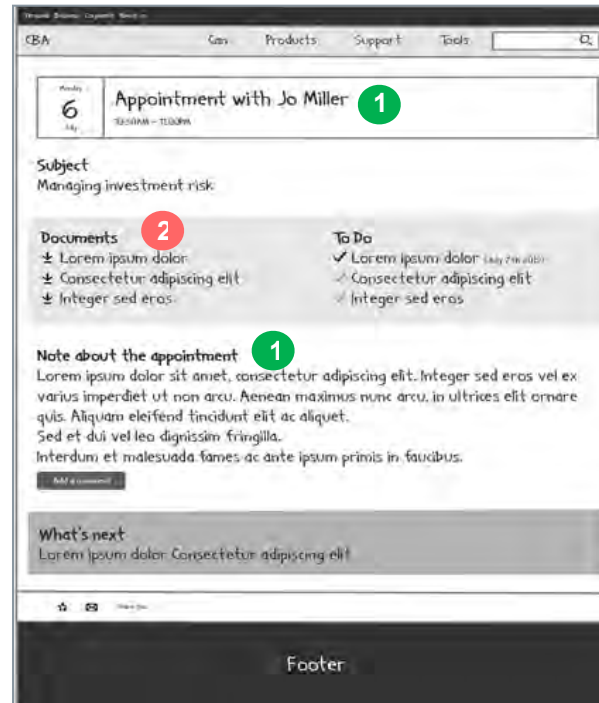 CBA Can Products Support Tools
Monday
6
July
Appointment with Jo Miller 1
Subject
Managing investment risk
Documents 2
Lorem ipsum dolor
Consectetur adipiscing elit
Integer sed eros
To Do
Lorem ipsum dolor
Consectetur adipiscing elit
Integer sed eros
Note about the appointment 1
Lorem ipsum dolor sit amet, consectetur adipiscing elit. Integer sed eros vel ex
varius imperdiet ut non arcu. Aenean maximus nunc arcu, in ultrices elit ornare
quis. Aliquam eleifend tincidunt elit ac aliquet.
Sed et dui vel leo dignissim fringilla.
Interdum et malesuada fames ac ante ipsum primis in faucibus.
Add a comment
What's next
Lorem ipsum dolor Consectetur adipiscing elit
Footer